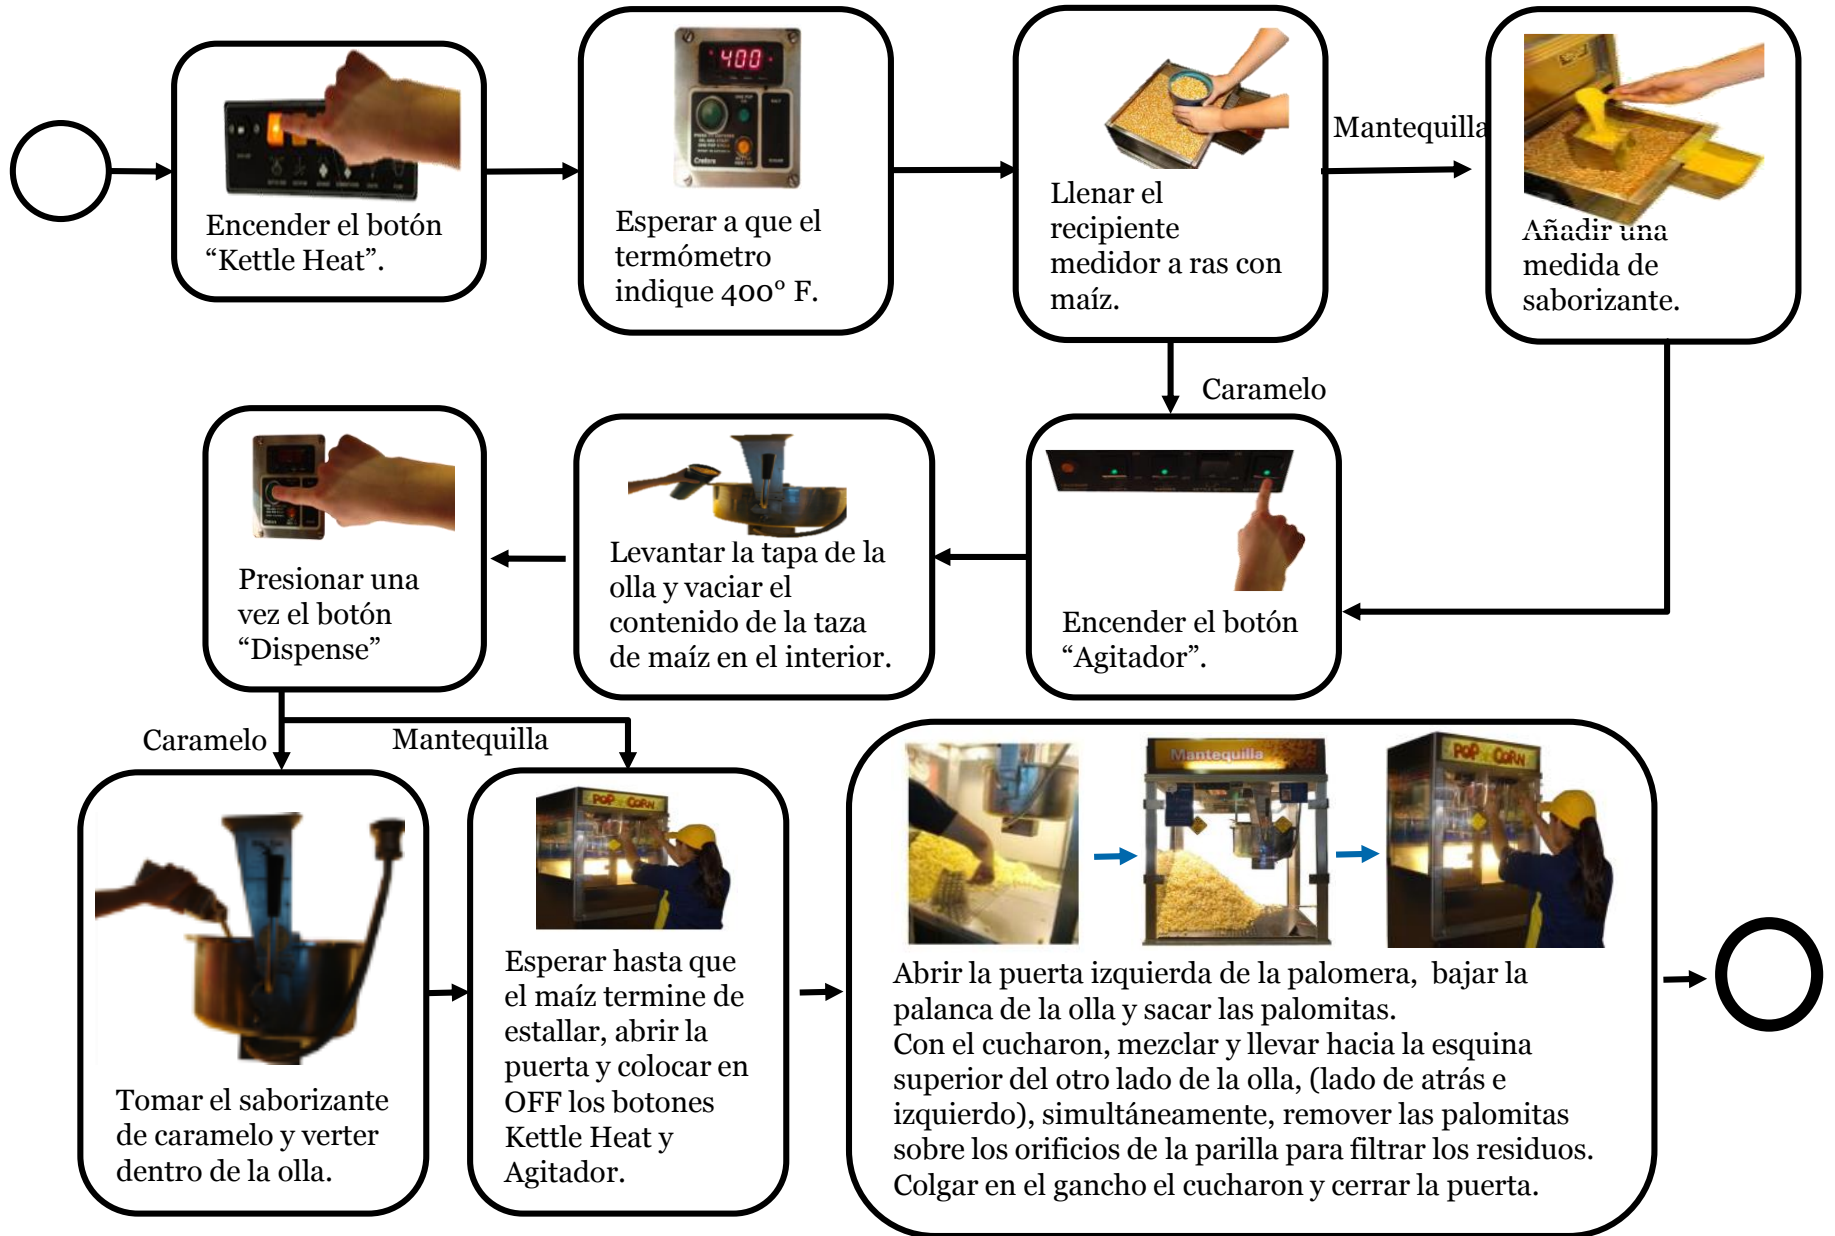 400
Cretors
Encender el botón
“Kettle Heat”.
Esperar a que el
termómetro
indique 400° F.
Llenar el
recipiente
medidor a ras con
maíz.
Mantequilla
Añadir una
medida de
saborizante.
Caramelo
Encender el botón
“Agitador”.
Levantar la tapa de la
olla y vaciar el
contenido de la taza
de maíz en el interior.
Presionar una
vez el botón
“Dispense”
Caramelo
Mantequilla
Tomar el saborizante
de caramelo y verter
dentro de la olla.
POP CORN
Esperar hasta que
el maíz termine de
estallar, abrir la
puerta y colocar en
OFF los botones
Kettle Heat y
Agitador.
Mantequilla
POP CORN
Abrir la puerta izquierda de la palomera, bajar la
palanca de la olla y sacar las palomitas.
Con el cucharon, mezclar y llevar hacia la esquina
superior del otro lado de la olla, (lado de atrás e
izquierdo), simultáneamente, remover las palomitas
sobre los orificios de la parilla para filtrar los residuos.
Colgar en el gancho el cucharon y cerrar la puerta.